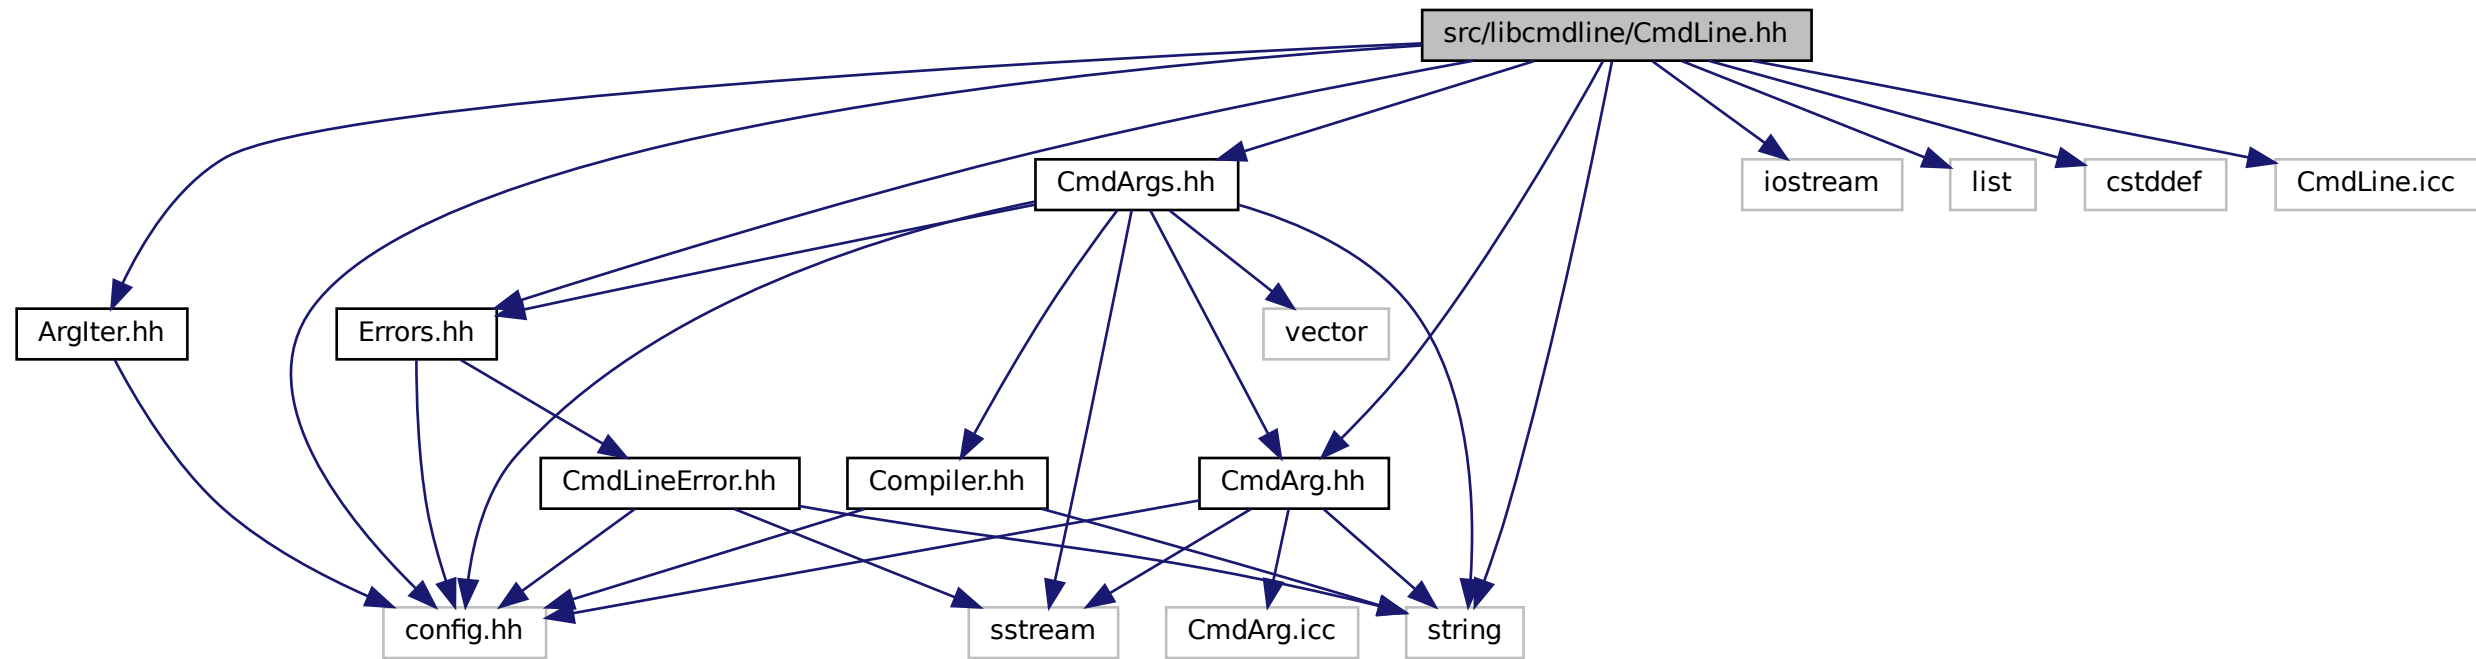 src/libcmdline/CmdLine.hh
CmdArgs.hh
iostream
list
cstddef
CmdLine.icc
ArgIter.hh
Errors.hh
vector
CmdLineError.hh
Compiler.hh
CmdArg.hh
config.hh
sstream
CmdArg.icc
string